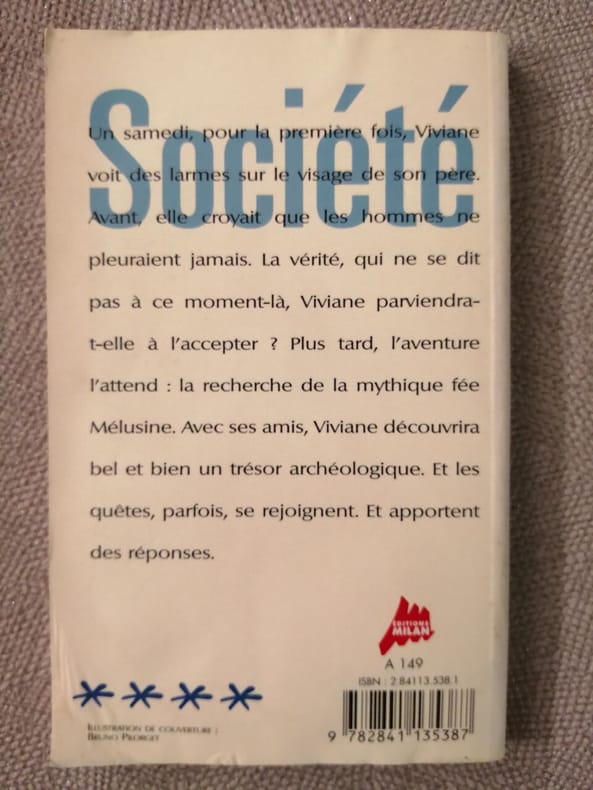 Société
Un samedi, pour la première fois, Viviane
voit des larmes sur le visage de son père.
Avant, elle croyait que les hommes ne
pleuraient jamais. La vérité, qui ne se dit
pas à ce moment-là, Viviane parviendra-
t-elle à l'accepter ? Plus tard, l'aventure
l'attend : la recherche de la mythique fée
Mélusine. Avec ses amis, Viviane découvrira
bel et bien un trésor archéologique. Et les
quêtes, parfois, se rejoignent. Et apportent
des réponses.
ÉDITIONS
MILAN
A 149
ISBN : 2.84113.538.1
9 782841 135387
ILLUSTRATION DE COUVERTURE :
BRUNO PILORGET